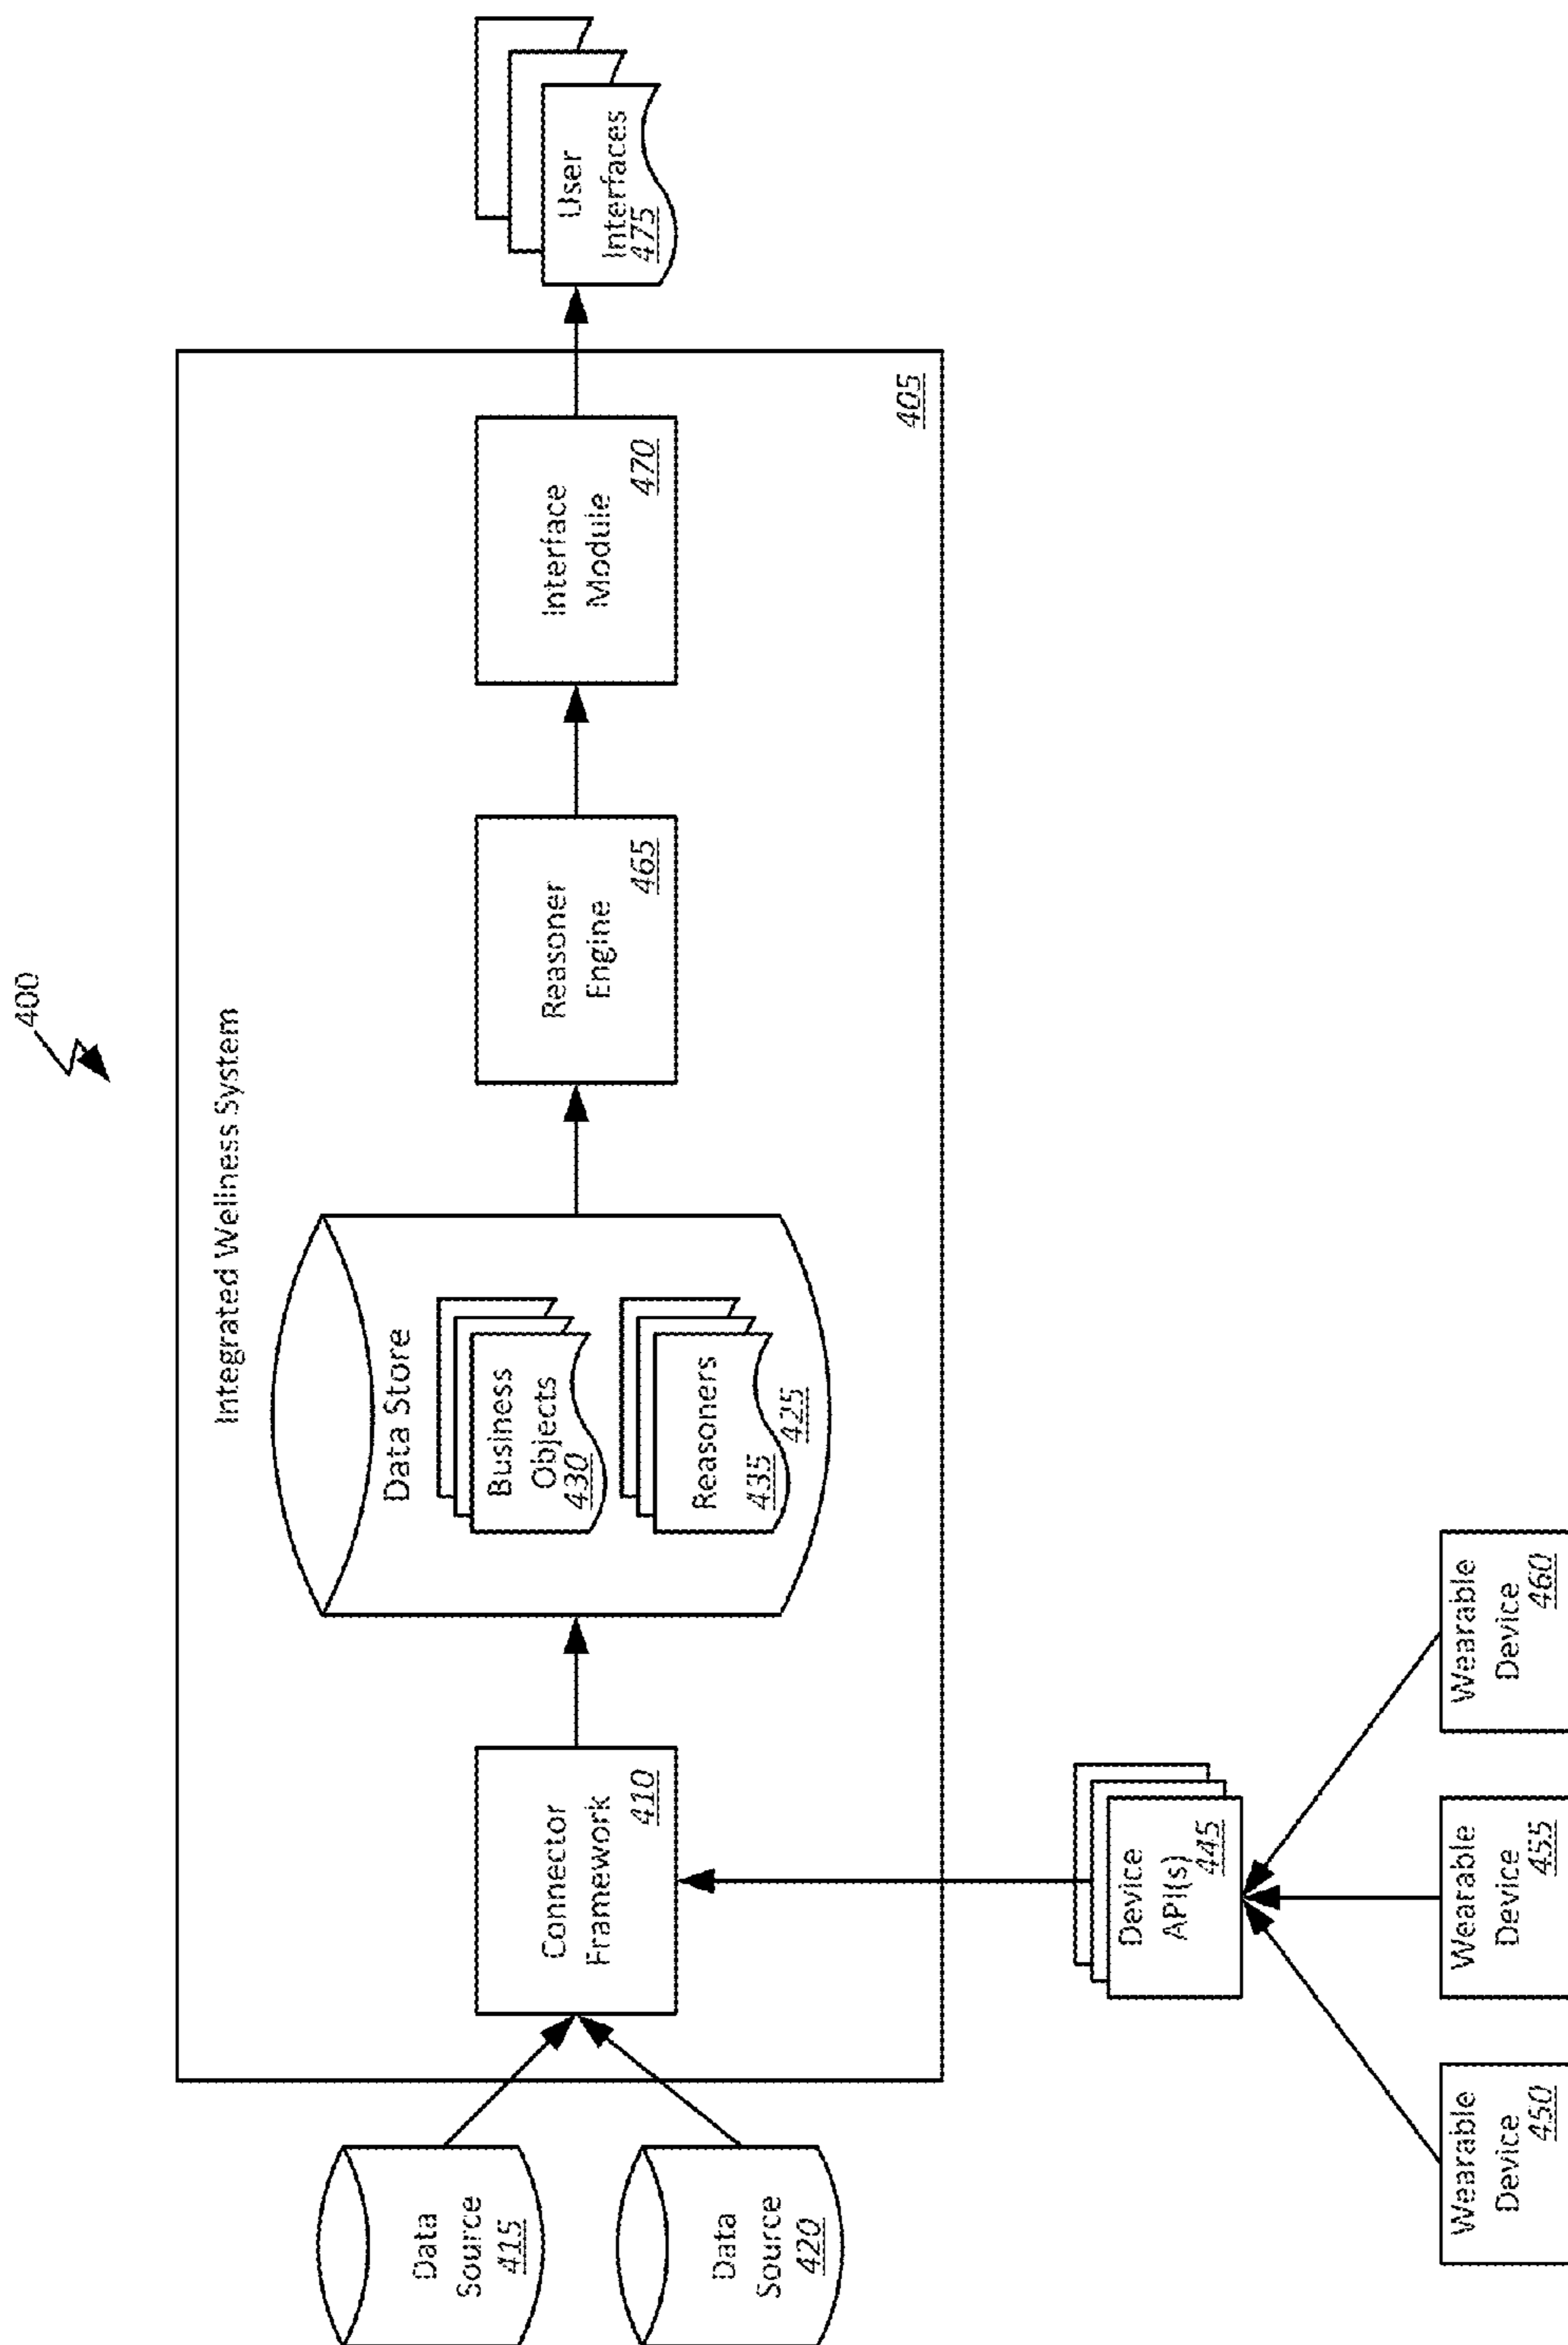 400
Integrated Wellness System
Data
Source
415
Data
Source
420
Connector
Framework
410
Data Store
Business
Objects
430
Reasoners
435
425
Reasoner
Engine
465
Interface
Module
470
405
User
Interfaces
475
Device
API(s)
445
Wearable
Device
450
Wearable
Device
455
Wearable
Device
460